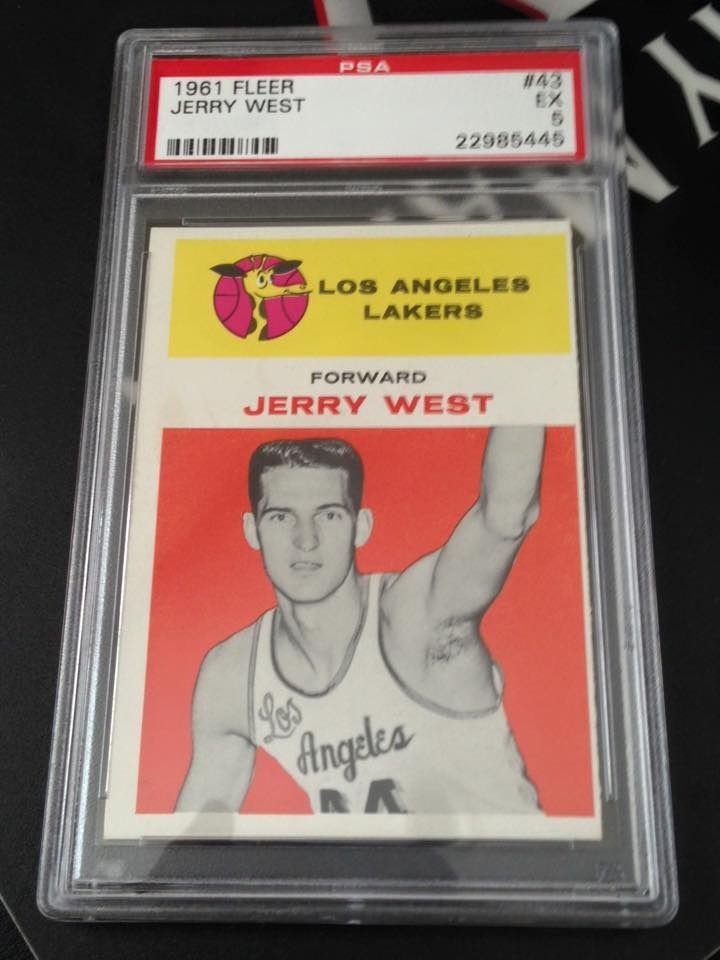 PSA
1961 FLEER #43
JERRY WEST EX
5
22985445
LOS ANGELES
LAKERS
FORWARD
JERRY WEST
Los
Angeles